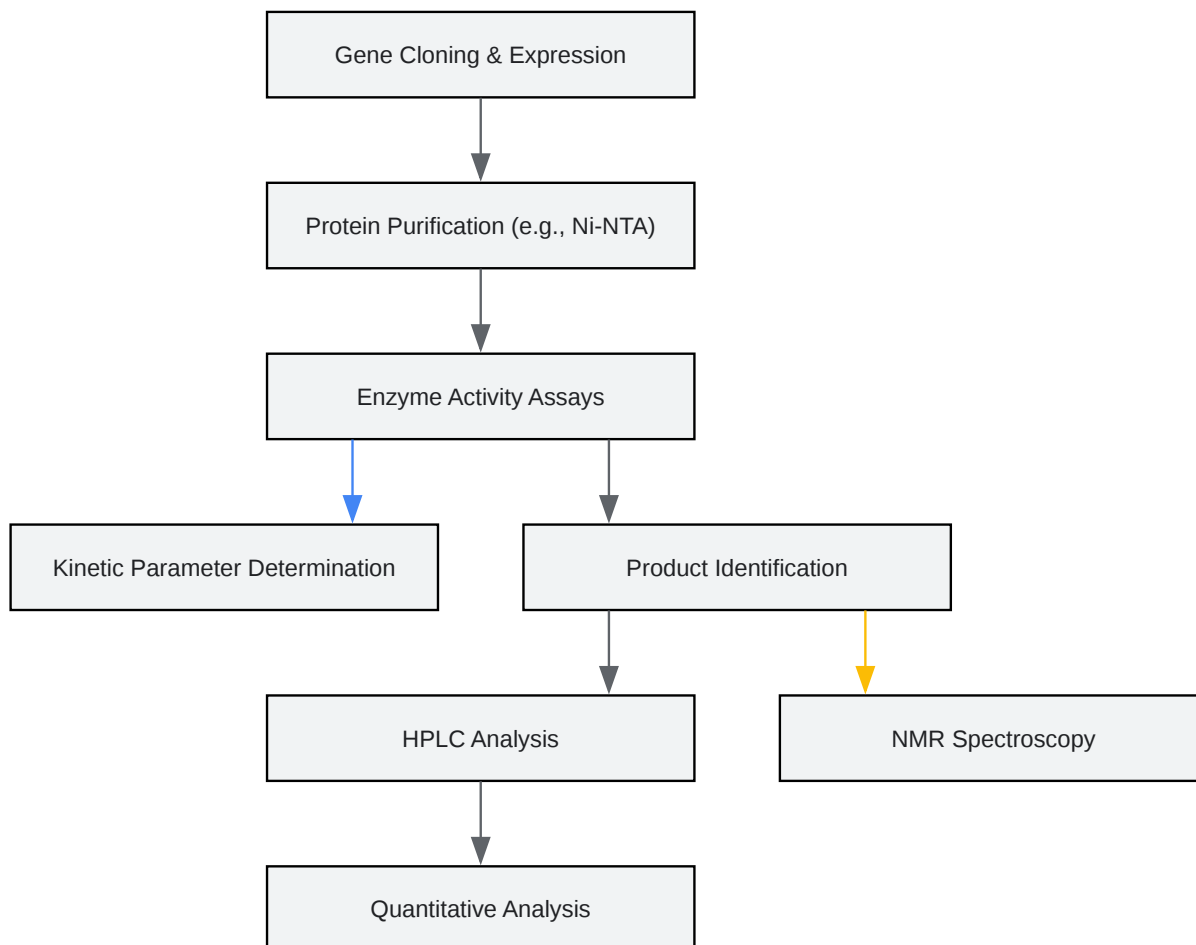 Gene Cloning & Expression
Protein Purification (e.g., Ni-NTA)
Enzyme Activity Assays
Kinetic Parameter Determination
Product Identification
HPLC Analysis
NMR Spectroscopy
Quantitative Analysis